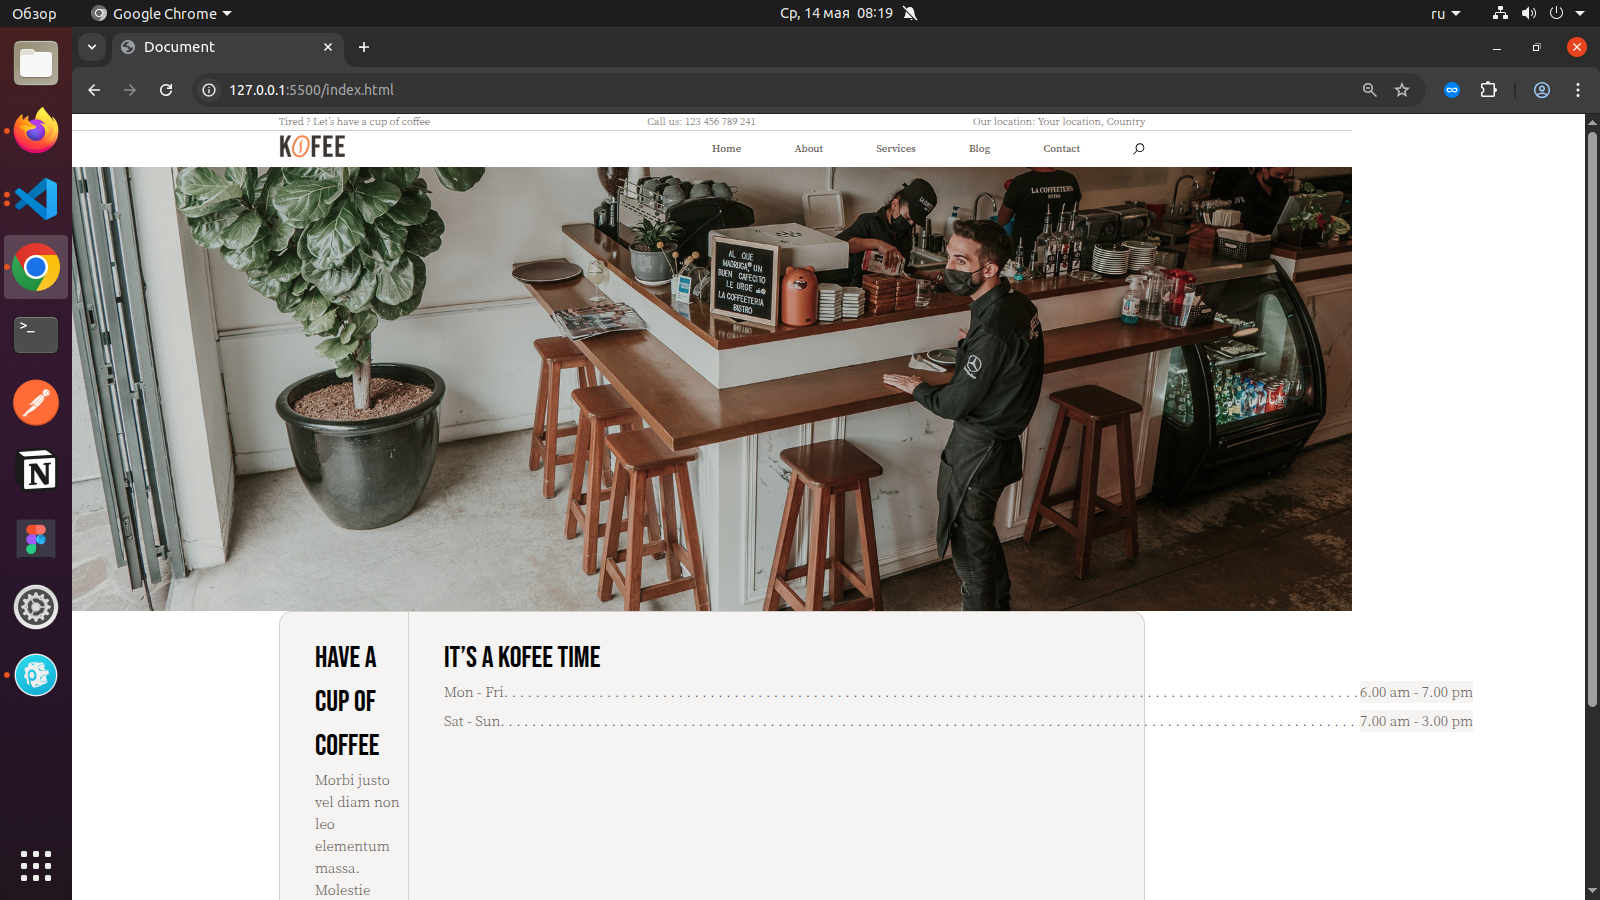 Обзор
Google Chrome
Ср, 14 мая 08:19
ru
Document
127.0.0.1:5500/index.html
Tired ? Let's have a cup of coffee
Call us: 123 456 789 241
Our location: Your location, Country
KOFEE
Home
About
Services
Blog
Contact
LA COFFEETERIA
BISTRO
AL QUE
MADRUGA, UN
BUEN CAFECITO
LE URGE
LA COFFEETERIA
BISTRO
HAVE A
CUP OF
COFFEE
Morbi justo
vel diam non
leo
elementum
massa.
Molestie
IT'S A KOFEE TIME
Mon - Fri. . . . . . . . . . . . . . . . . . . . . . . . . . . . . . . . . . . . . . . . 6.00 am - 7.00 pm
Sat - Sun. . . . . . . . . . . . . . . . . . . . . . . . . . . . . . . . . . . . . . . . 7.00 am - 3.00 pm